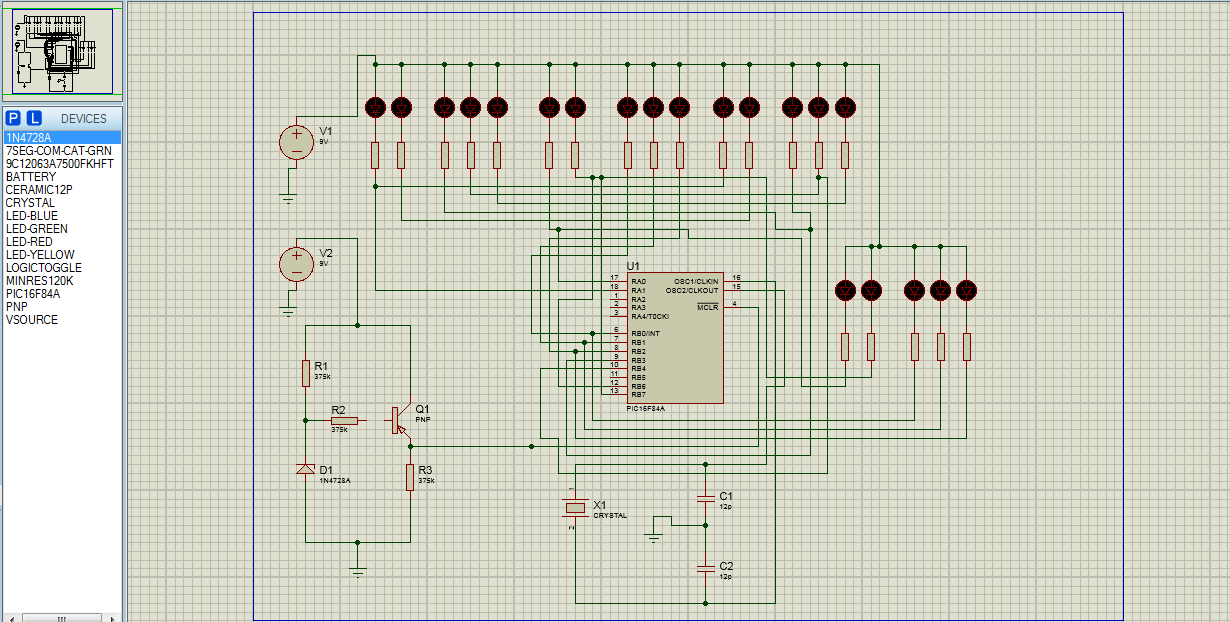 P L DEVICES
1N4728A
7SEG-COM-CAT-GRN
9C12063A7500FKHFT
BATTERY
CERAMIC12P
CRYSTAL
LED-BLUE
LED-GREEN
LED-RED
LED-YELLOW
LOGICTOGGLE
MINRES120K
PIC16F84A
PNP
VSOURCE
V1
9V
V2
9V
U1
17 RA0 OSC1/CLKIN 16
18 RA1 OSC2/CLKOUT 15
1 RA2
2 RA3 MCLR 4
3 RA4/T0CKI
6 RB0/INT
7 RB1
8 RB2
9 RB3
10 RB4
11 RB5
12 RB6
13 RB7
PIC16F84A
R1
375k
R2
375k
Q1
PNP
D1
1N4728A
R3
375k
1
X1
CRYSTAL
2
C1
12p
C2
12p